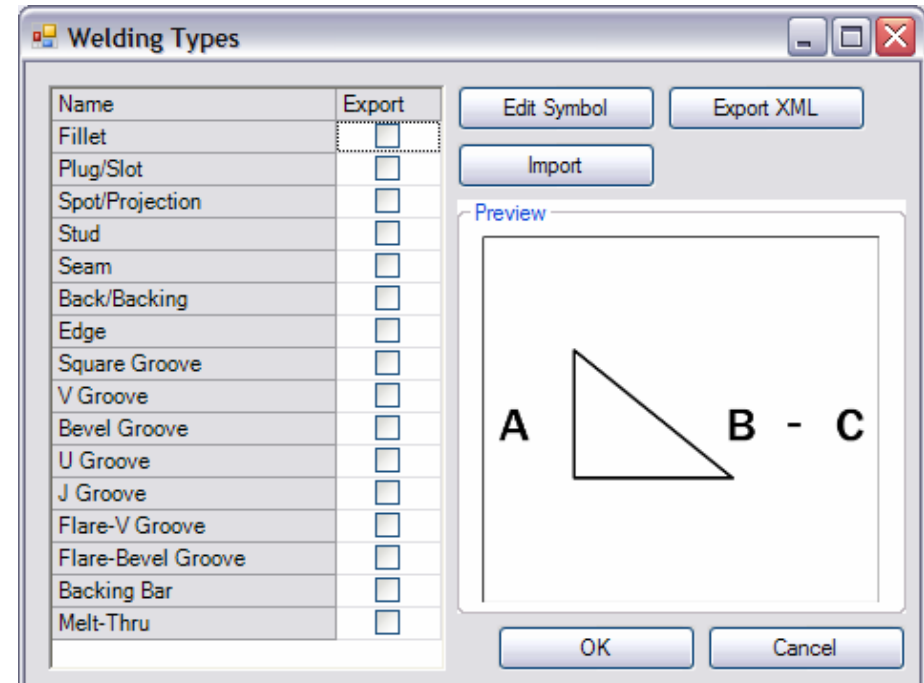 Welding Types
Name Export
Fillet
Plug/Slot
Spot/Projection
Stud
Seam
Back/Backing
Edge
Square Groove
V Groove
Bevel Groove
U Groove
J Groove
Flare-V Groove
Flare-Bevel Groove
Backing Bar
Melt-Thru
Edit Symbol Export XML
Import
Preview
A B - C
OK Cancel